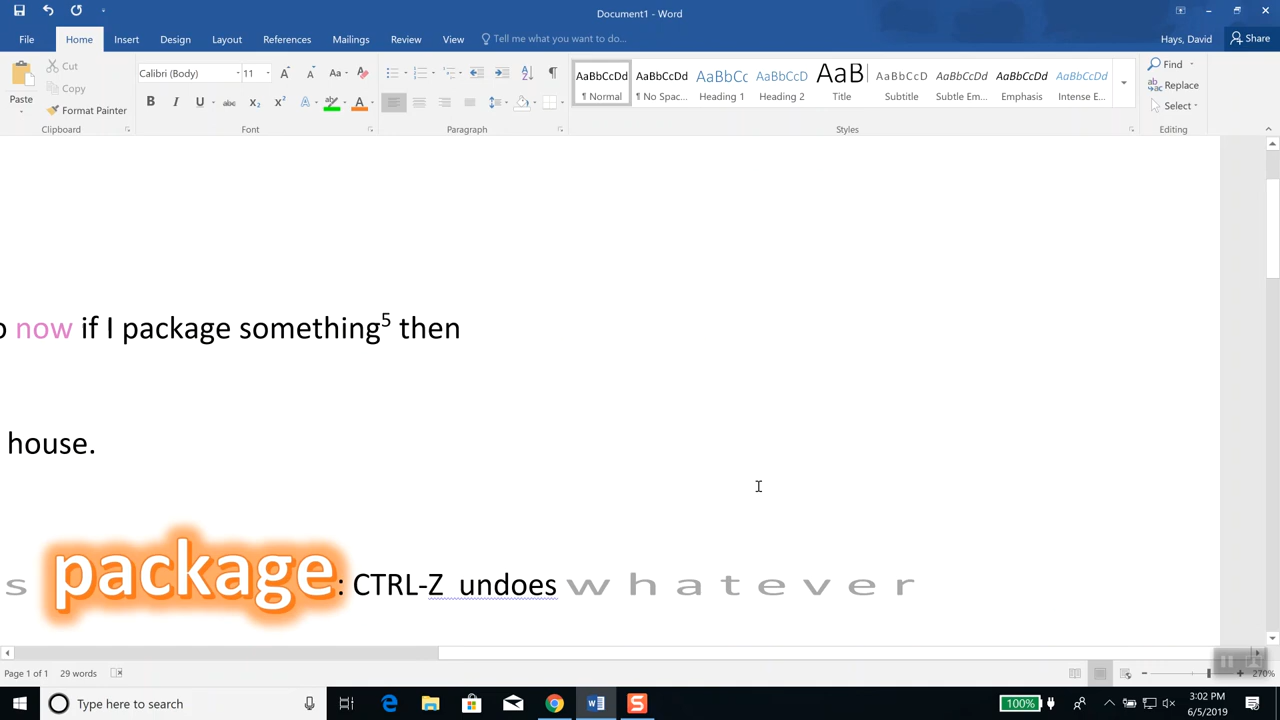 Document1 - Word
Hays, David
File Home Insert Design Layout References Mailings Review View Tell me what you want to do... Share
Paste
Cut
Copy
Format Painter
Clipboard
Calibri (Body) 11
Font
Paragraph
AaBbCcDd AaBbCcDd AaBbCc AaBbCcD AaB AaBbCcD AaBbCcDd AaBbCcDd AaBbCcDd
¶ Normal ¶ No Spac... Heading 1 Heading 2 Title Subtitle Subtle Em... Emphasis Intense E...
Styles
Find
Replace
Select
Editing
o now if I package something⁵ then
house.
s package: CTRL-Z undoes w h a t e v e r
Page 1 of 1 29 words 270%
Type here to search
100%
3:02 PM
6/5/2019